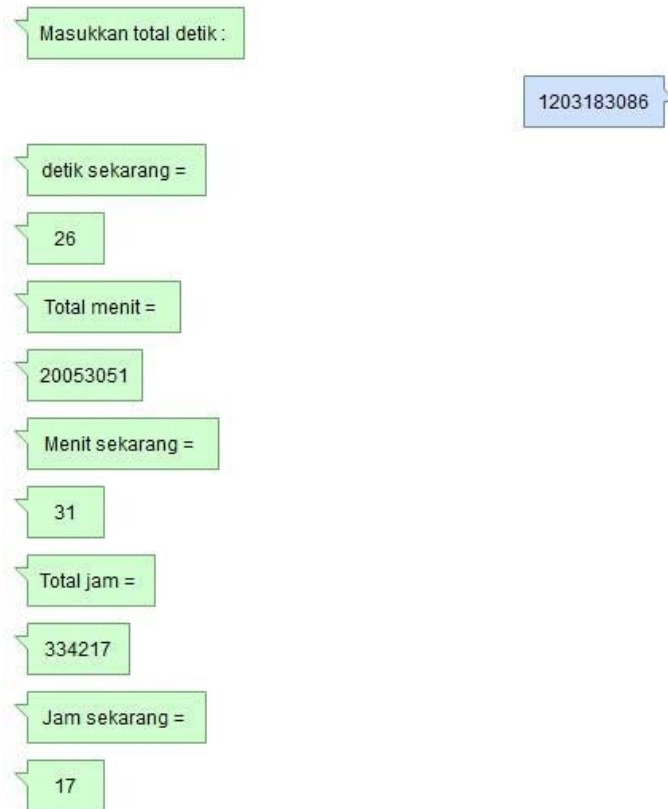 Masukkan total detik :
1203183086
detik sekarang =
26
Total menit =
20053051
Menit sekarang =
31
Total jam =
334217
Jam sekarang =
17